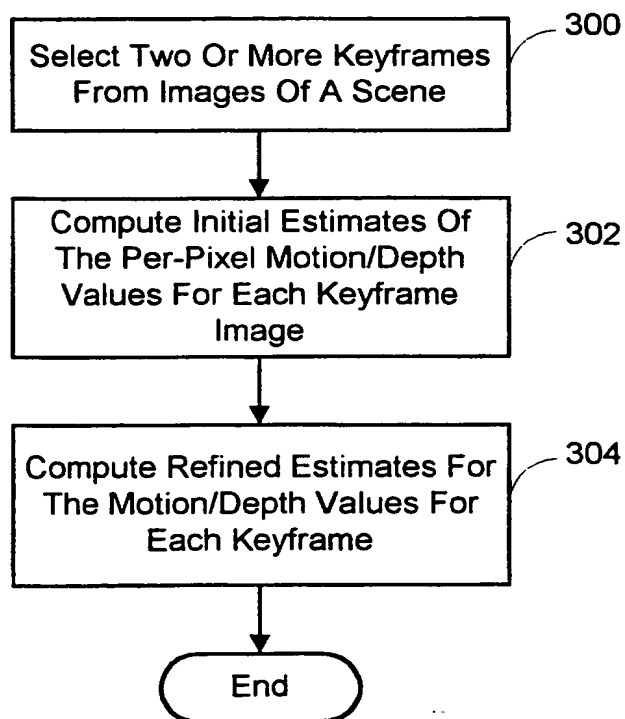 300
Select Two Or More Keyframes
From Images Of A Scene
302
Compute Initial Estimates Of
The Per-Pixel Motion/Depth
Values For Each Keyframe
Image
304
Compute Refined Estimates For
The Motion/Depth Values For
Each Keyframe
End